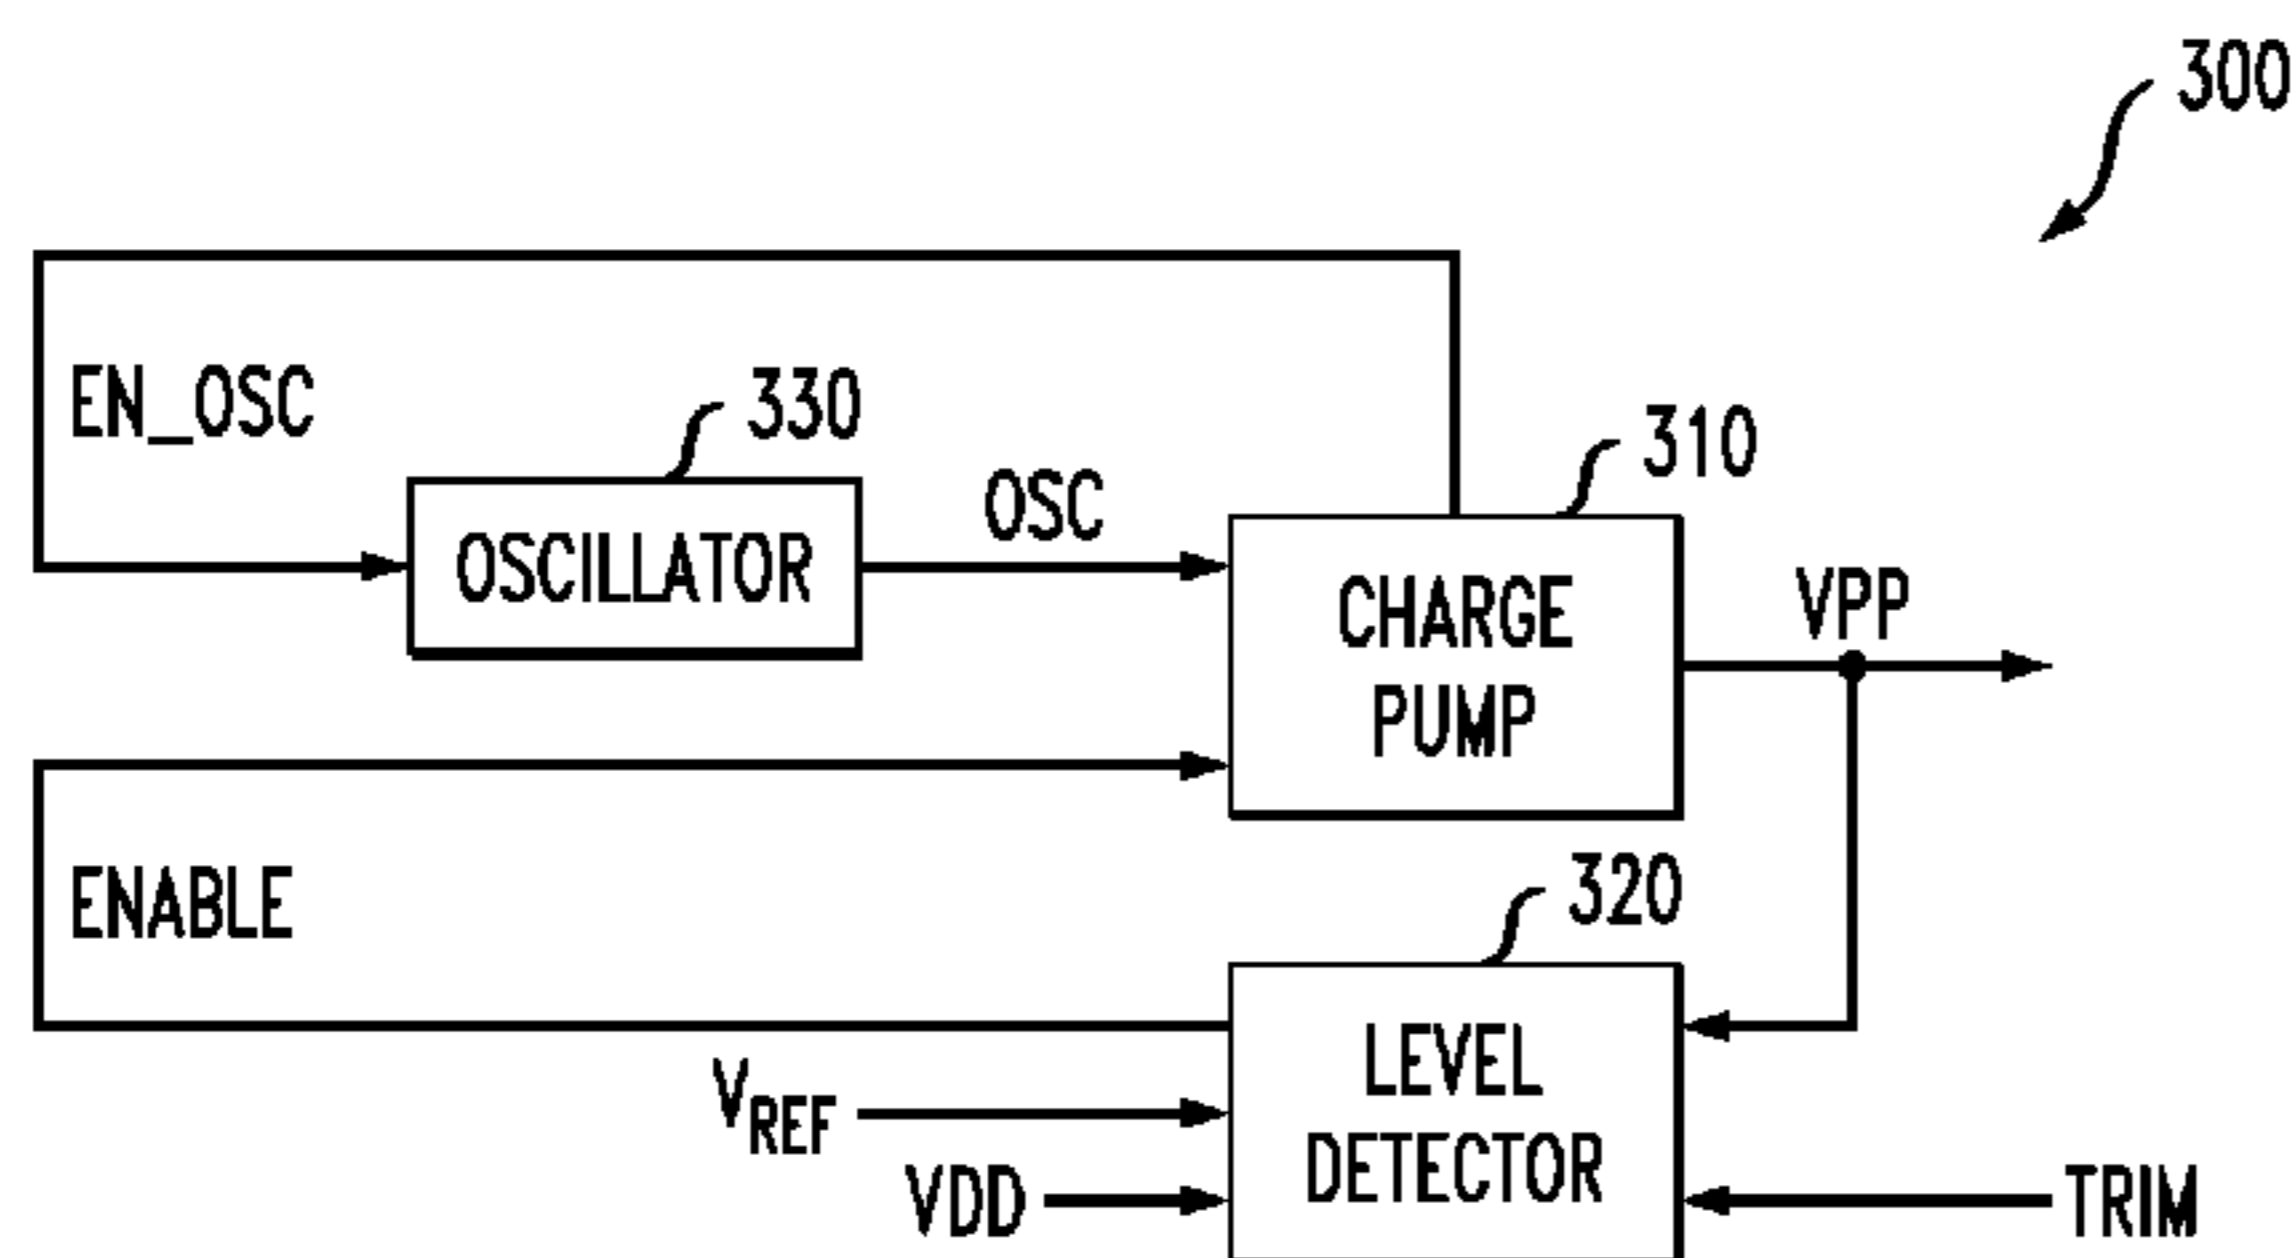 300
EN_OSC
330
OSC
310
OSCILLATOR
CHARGE
PUMP
VPP
ENABLE
320
LEVEL
DETECTOR
VREF
VDD
TRIM